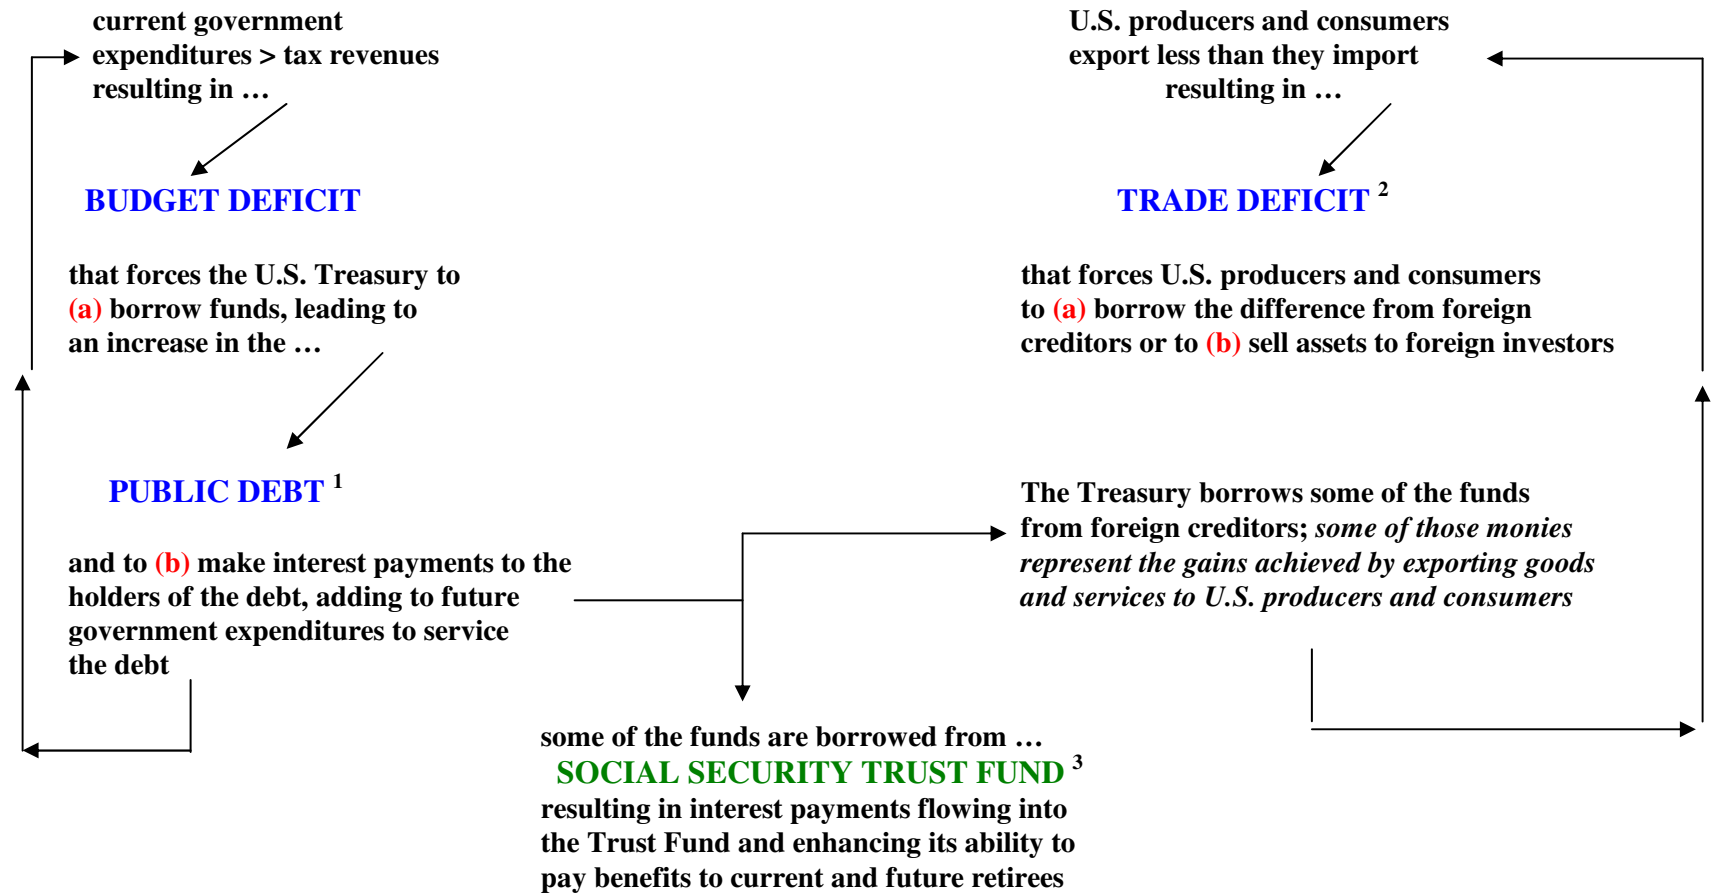 current government
expenditures > tax revenues
resulting in …
BUDGET DEFICIT
that forces the U.S. Treasury to
(a) borrow funds, leading to
an increase in the …
PUBLIC DEBT 1
and to (b) make interest payments to the
holders of the debt, adding to future
government expenditures to service
the debt
U.S. producers and consumers
export less than they import
resulting in …
TRADE DEFICIT 2
that forces U.S. producers and consumers
to (a) borrow the difference from foreign
creditors or to (b) sell assets to foreign investors
The Treasury borrows some of the funds
from foreign creditors; some of those monies
represent the gains achieved by exporting goods
and services to U.S. producers and consumers
some of the funds are borrowed from …
SOCIAL SECURITY TRUST FUND 3
resulting in interest payments flowing into
the Trust Fund and enhancing its ability to
pay benefits to current and future retirees